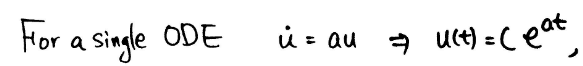 For a single ODE u̇ = au ⇒ u(t) = C e^{at},